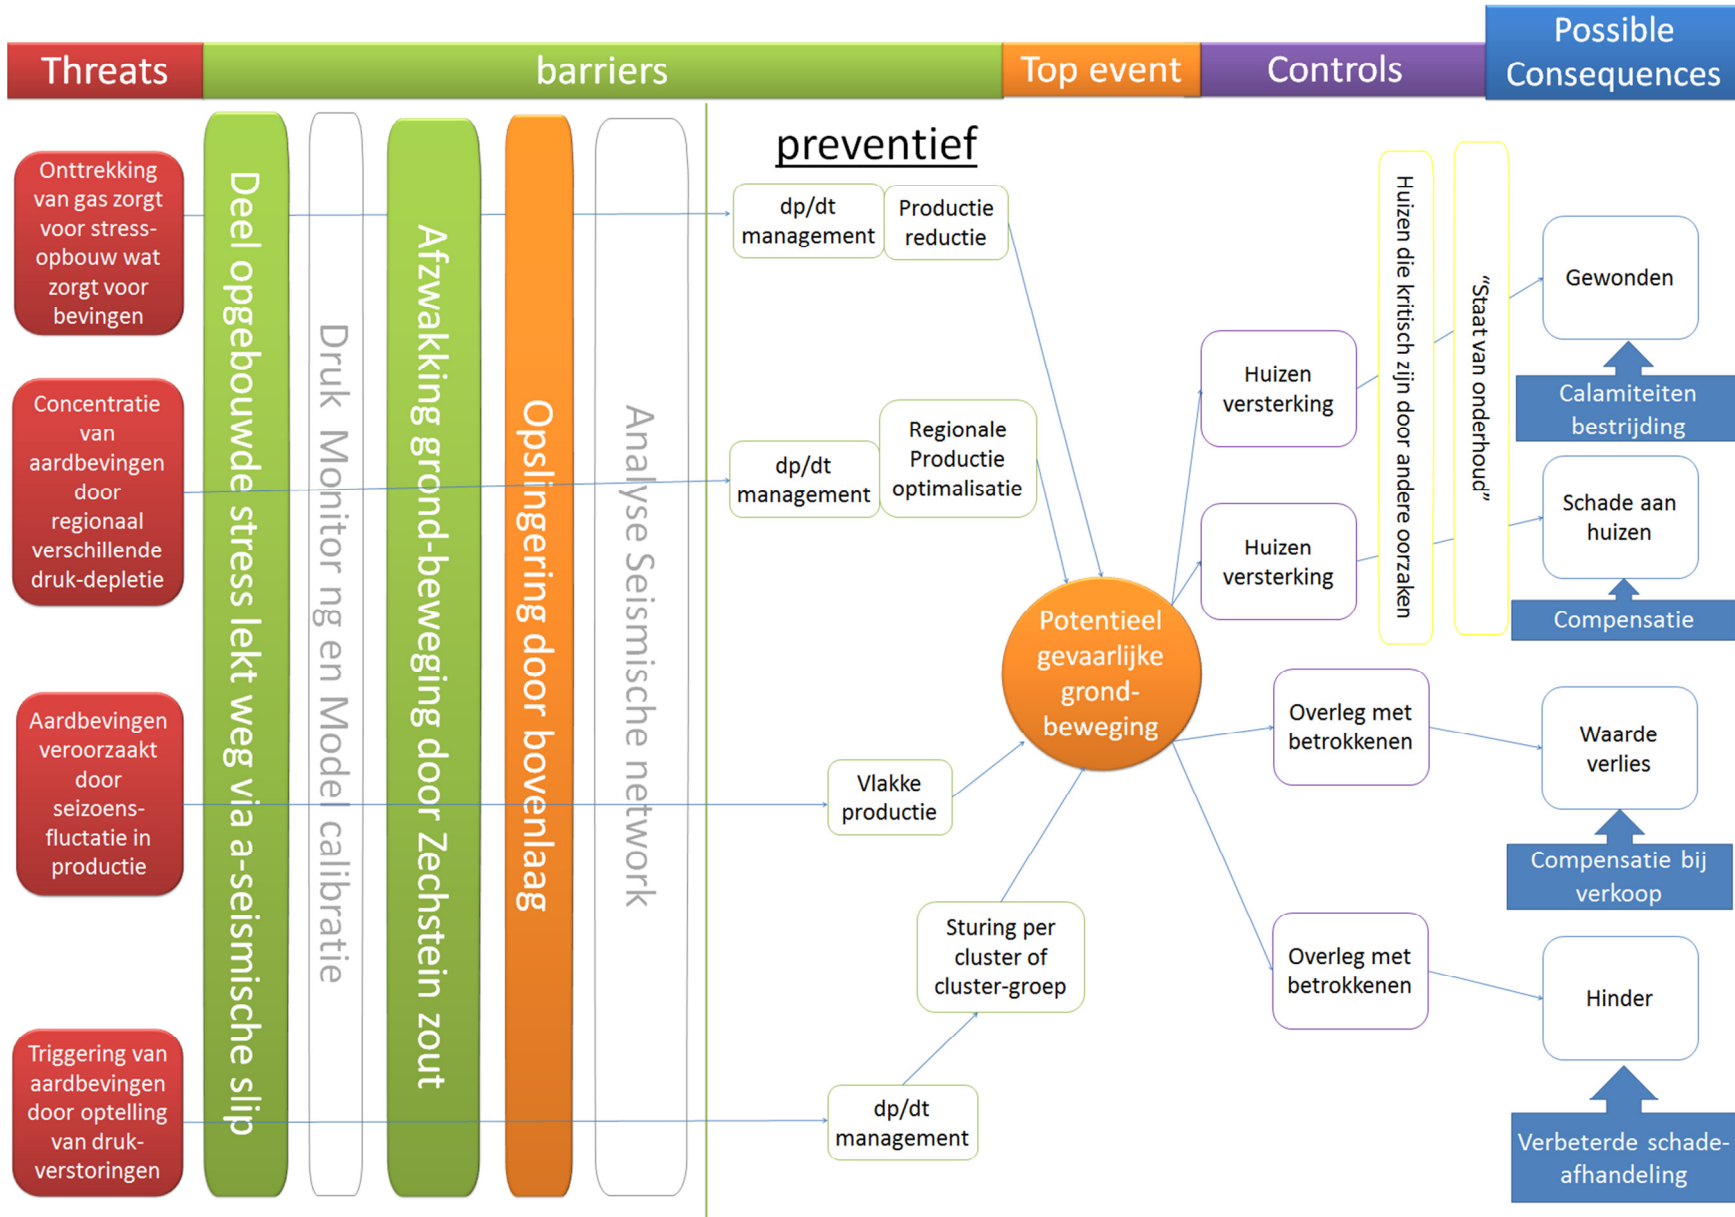 Threats
barriers
Top event
Controls
Possible
Consequences
Onttrekking
van gas zorgt
voor stress-
opbouw wat
zorgt voor
bevingen
Concentratie
van
aardbevingen
door
regionaal
verschillende
druk-depletie
Aardbevingen
veroorzaakt
door
seizoens-
fluctatie in
productie
Triggering van
aardbevingen
door optelling
van druk-
verstoringen
Deel opgebouwde stress lekt weg via a-seismische slip
Druk Monitor ng en Model calibratie
Afzwakking grond-beweging door Zechstein zout
Opslingering door bovenlaag
Analyse Seismische network
preventief
dp/dt
management
Productie
reductie
dp/dt
management
Regionale
Productie
optimalisatie
Vlakke
productie
Sturing per
cluster of
cluster-groep
dp/dt
management
Potentieel
gevaarlijke
grond-
beweging
Huizen
versterking
Huizen
versterking
Overleg met
betrokkenen
Overleg met
betrokkenen
Huizen die kritisch zijn door andere oorzaken
“Staat van onderhoud”
Gewonden
Calamiteiten
bestrijding
Schade aan
huizen
Compensatie
Waarde
verlies
Compensatie bij
verkoop
Hinder
Verbeterde schade-
afhandeling